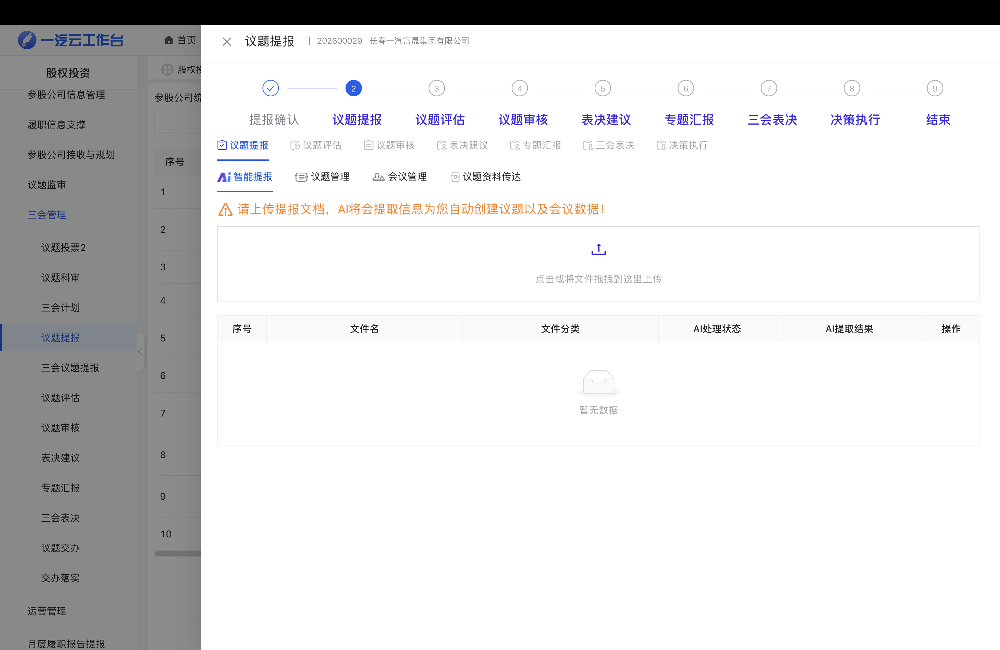 一汽云工作台
首页
股权投资
参股公司信息管理
履职信息支撑
参股公司接收与规划
议题监审
三会管理
议题投票2
议题科审
三会计划
议题提报
三会议题提报
议题评估
议题审核
表决建议
专题汇报
三会表决
议题交办
交办落实
运营管理
月度履职报告提报
股权投
参股公司统
序号
1
2
3
4
5
6
7
8
9
10
议题提报 | 202600029 长春一汽富晟集团有限公司
2 3 4 5 6 7 8 9
提报确认 议题提报 议题评估 议题审核 表决建议 专题汇报 三会表决 决策执行 结束
议题提报 议题评估 议题审核 表决建议 专题汇报 三会表决 决策执行
Ai 智能提报 议题管理 会议管理 议题资料传达
请上传提报文档，AI将会提取信息为您自动创建议题以及会议数据！
点击或将文件拖拽到这里上传
序号 文件名 文件分类 AI处理状态 AI提取结果 操作
暂无数据